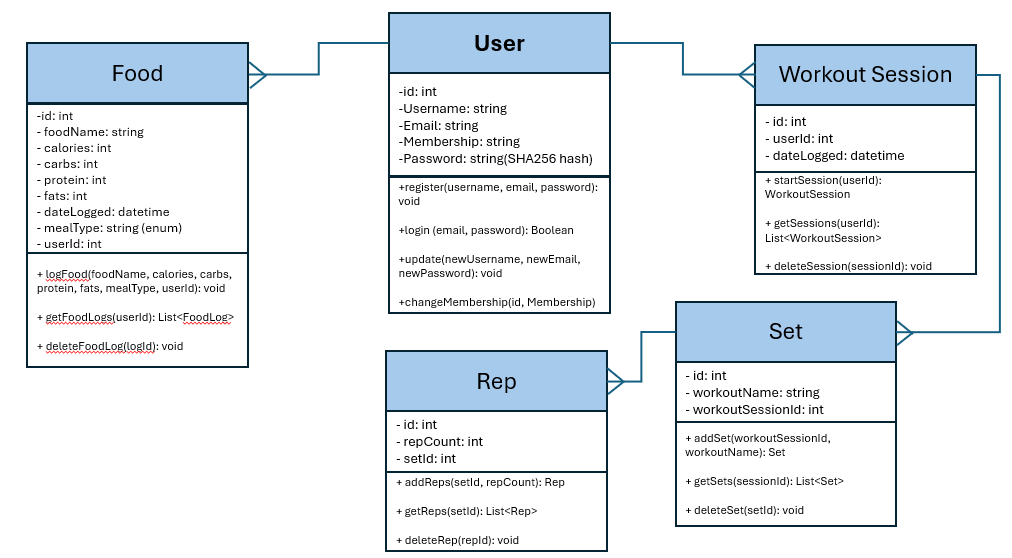 Food
-id: int
- foodName: string
- calories: int
- carbs: int
- protein: int
- fats: int
- dateLogged: datetime
- mealType: string (enum)
- userId: int
+ logFood(foodName, calories, carbs,
protein, fats, mealType, userId): void
+ getFoodLogs(userId): List<FoodLog>
+ deleteFoodLog(logId): void
User
-id: int
-Username: string
-Email: string
-Membership: string
-Password: string(SHA256 hash)
+register(username, email, password):
void
+login (email, password): Boolean
+update(newUsername, newEmail,
newPassword): void
+changeMembership(id, Membership)
Workout Session
- id: int
- userId: int
- dateLogged: datetime
+ startSession(userId):
WorkoutSession
+ getSessions(userId):
List<WorkoutSession>
+ deleteSession(sessionId): void
Rep
- id: int
- repCount: int
- setId: int
+ addReps(setId, repCount): Rep
+ getReps(setId): List<Rep>
+ deleteRep(repId): void
Set
- id: int
- workoutName: string
- workoutSessionId: int
+ addSet(workoutSessionId,
workoutName): Set
+ getSets(sessionId): List<Set>
+ deleteSet(setId): void